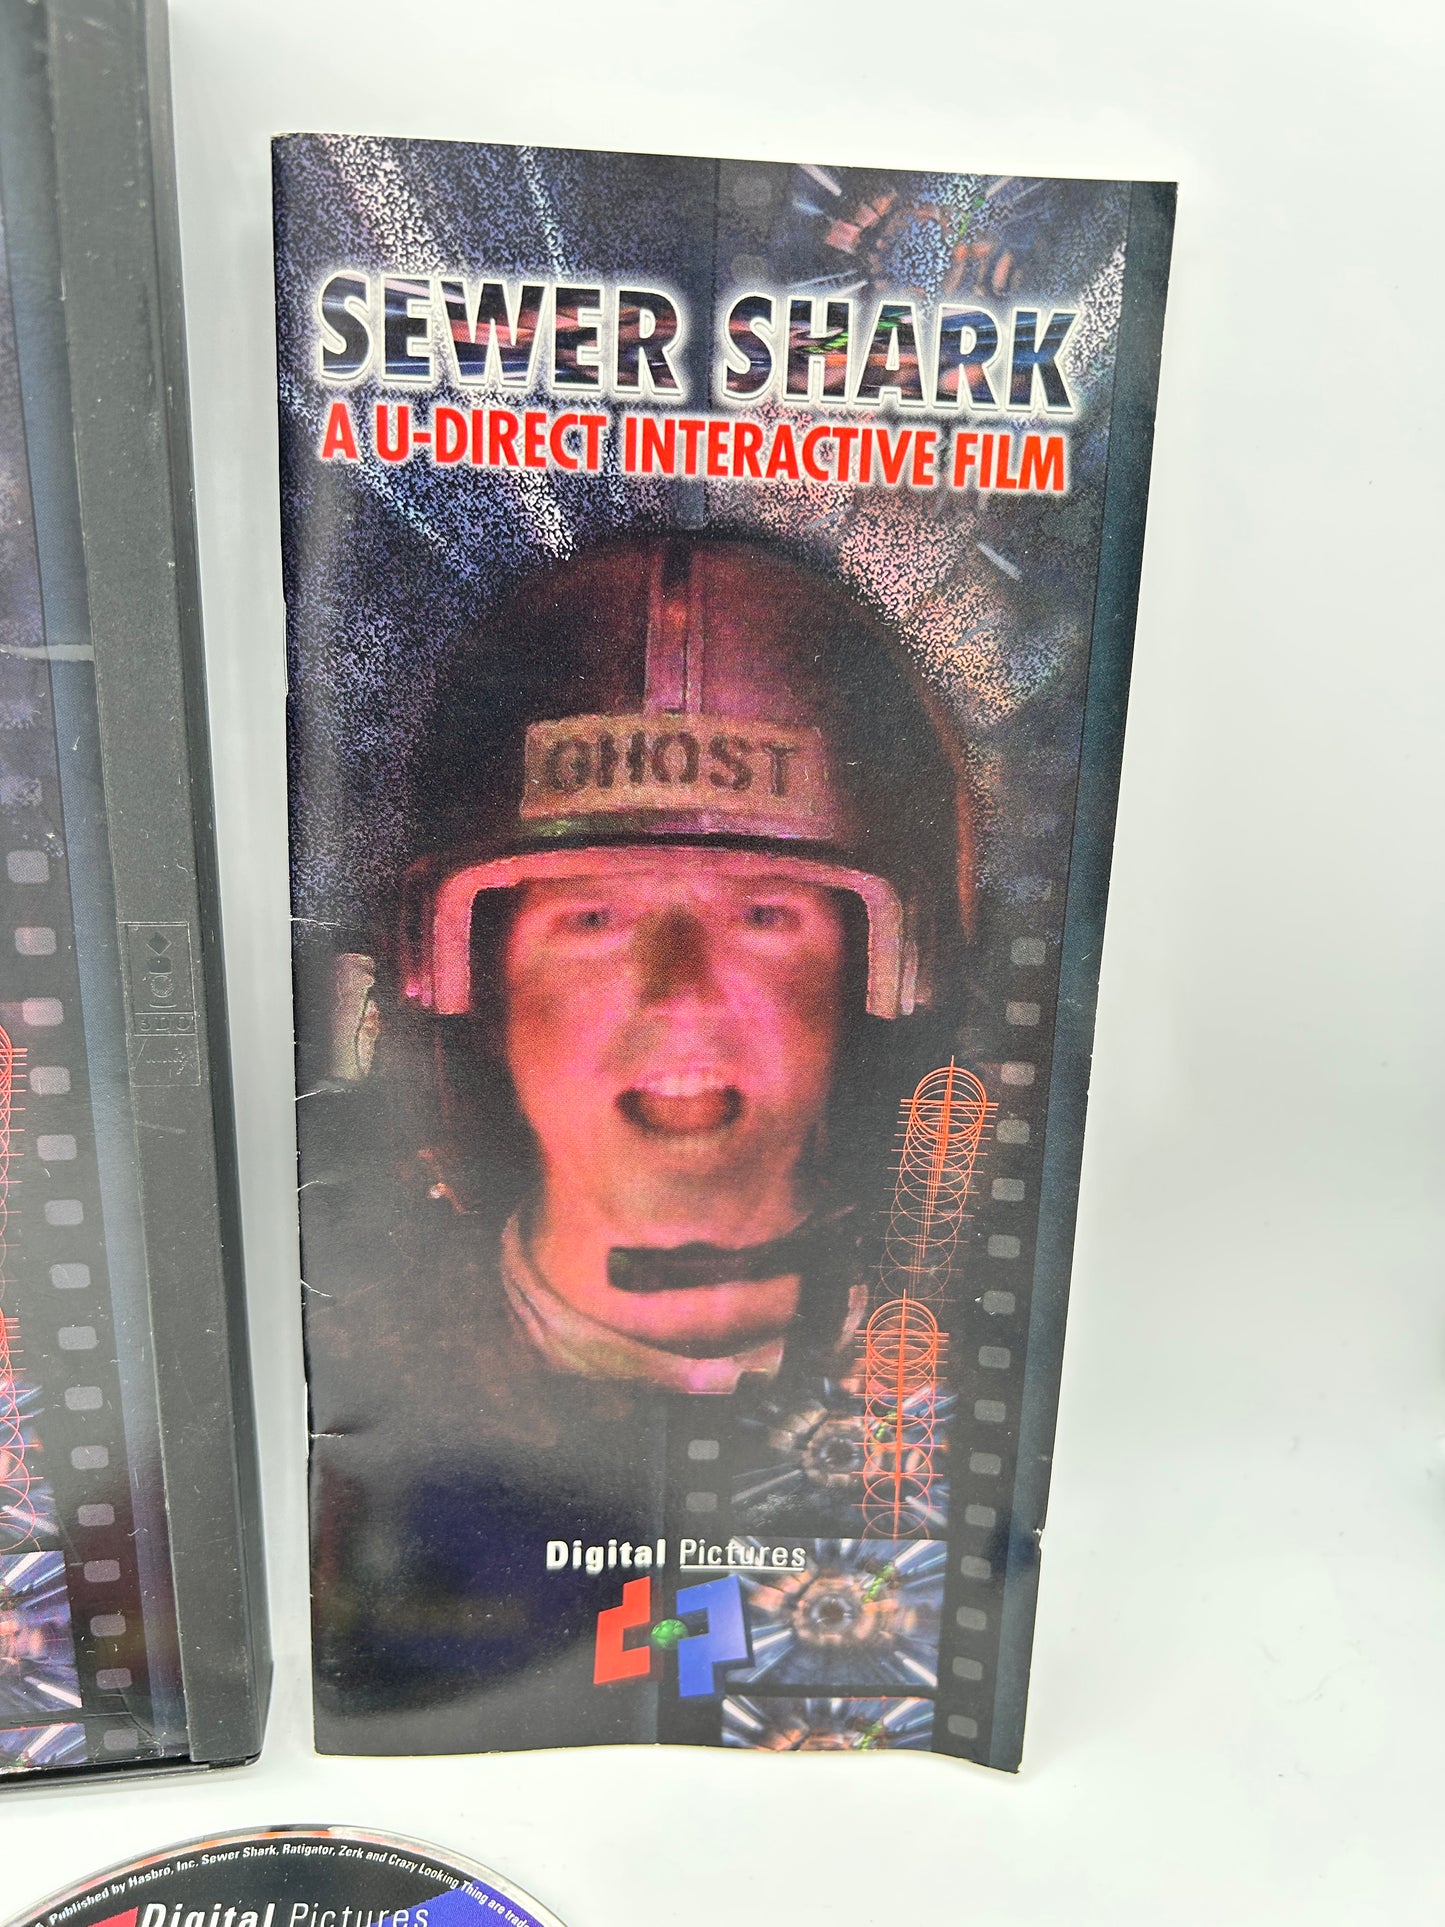 SEWER SHARK
A U-DIRECT INTERACTIVE FILM
GHOST
Digital Pictures
3DO
Published by Hasbro, Inc. Sewer Shark, Ratigator, Zerk and Crazy Looking Thing are
Digital Pictures